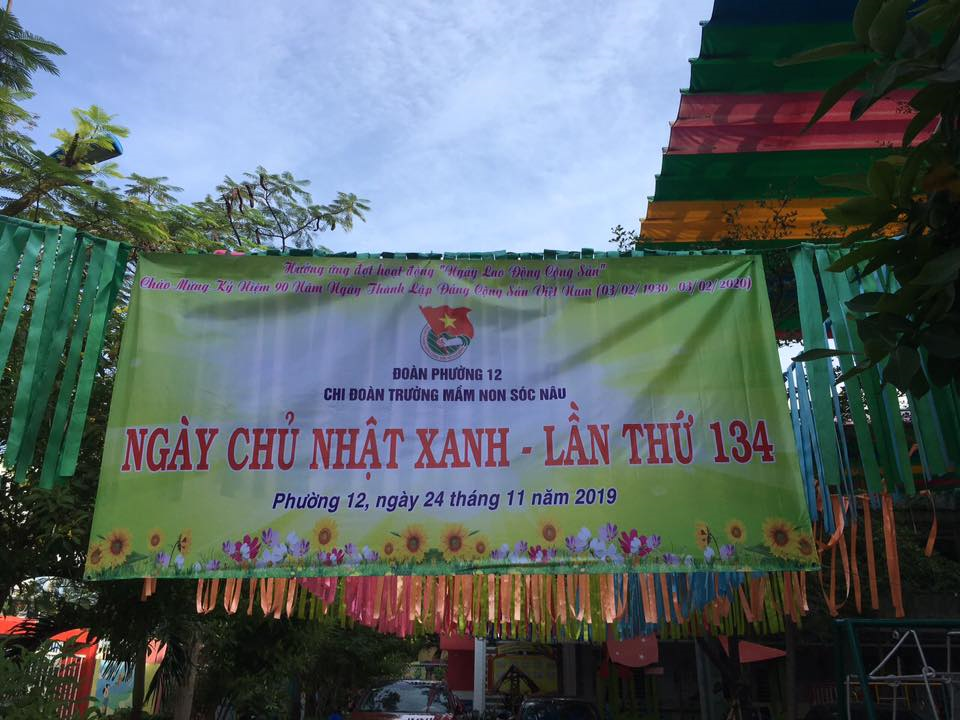 Hưởng ứng đợt hoạt động "Ngày Lao Động Cộng Sản"
Chào Mừng Kỷ Niệm 90 Năm Ngày Thành Lập Đảng Cộng Sản Việt Nam (03/02/1930 - 03/02/2020)
ĐOÀN PHƯỜNG 12
CHI ĐOÀN TRƯỜNG MẦM NON SÓC NÂU
NGÀY CHỦ NHẬT XANH - LẦN THỨ 134
Phường 12, ngày 24 tháng 11 năm 2019